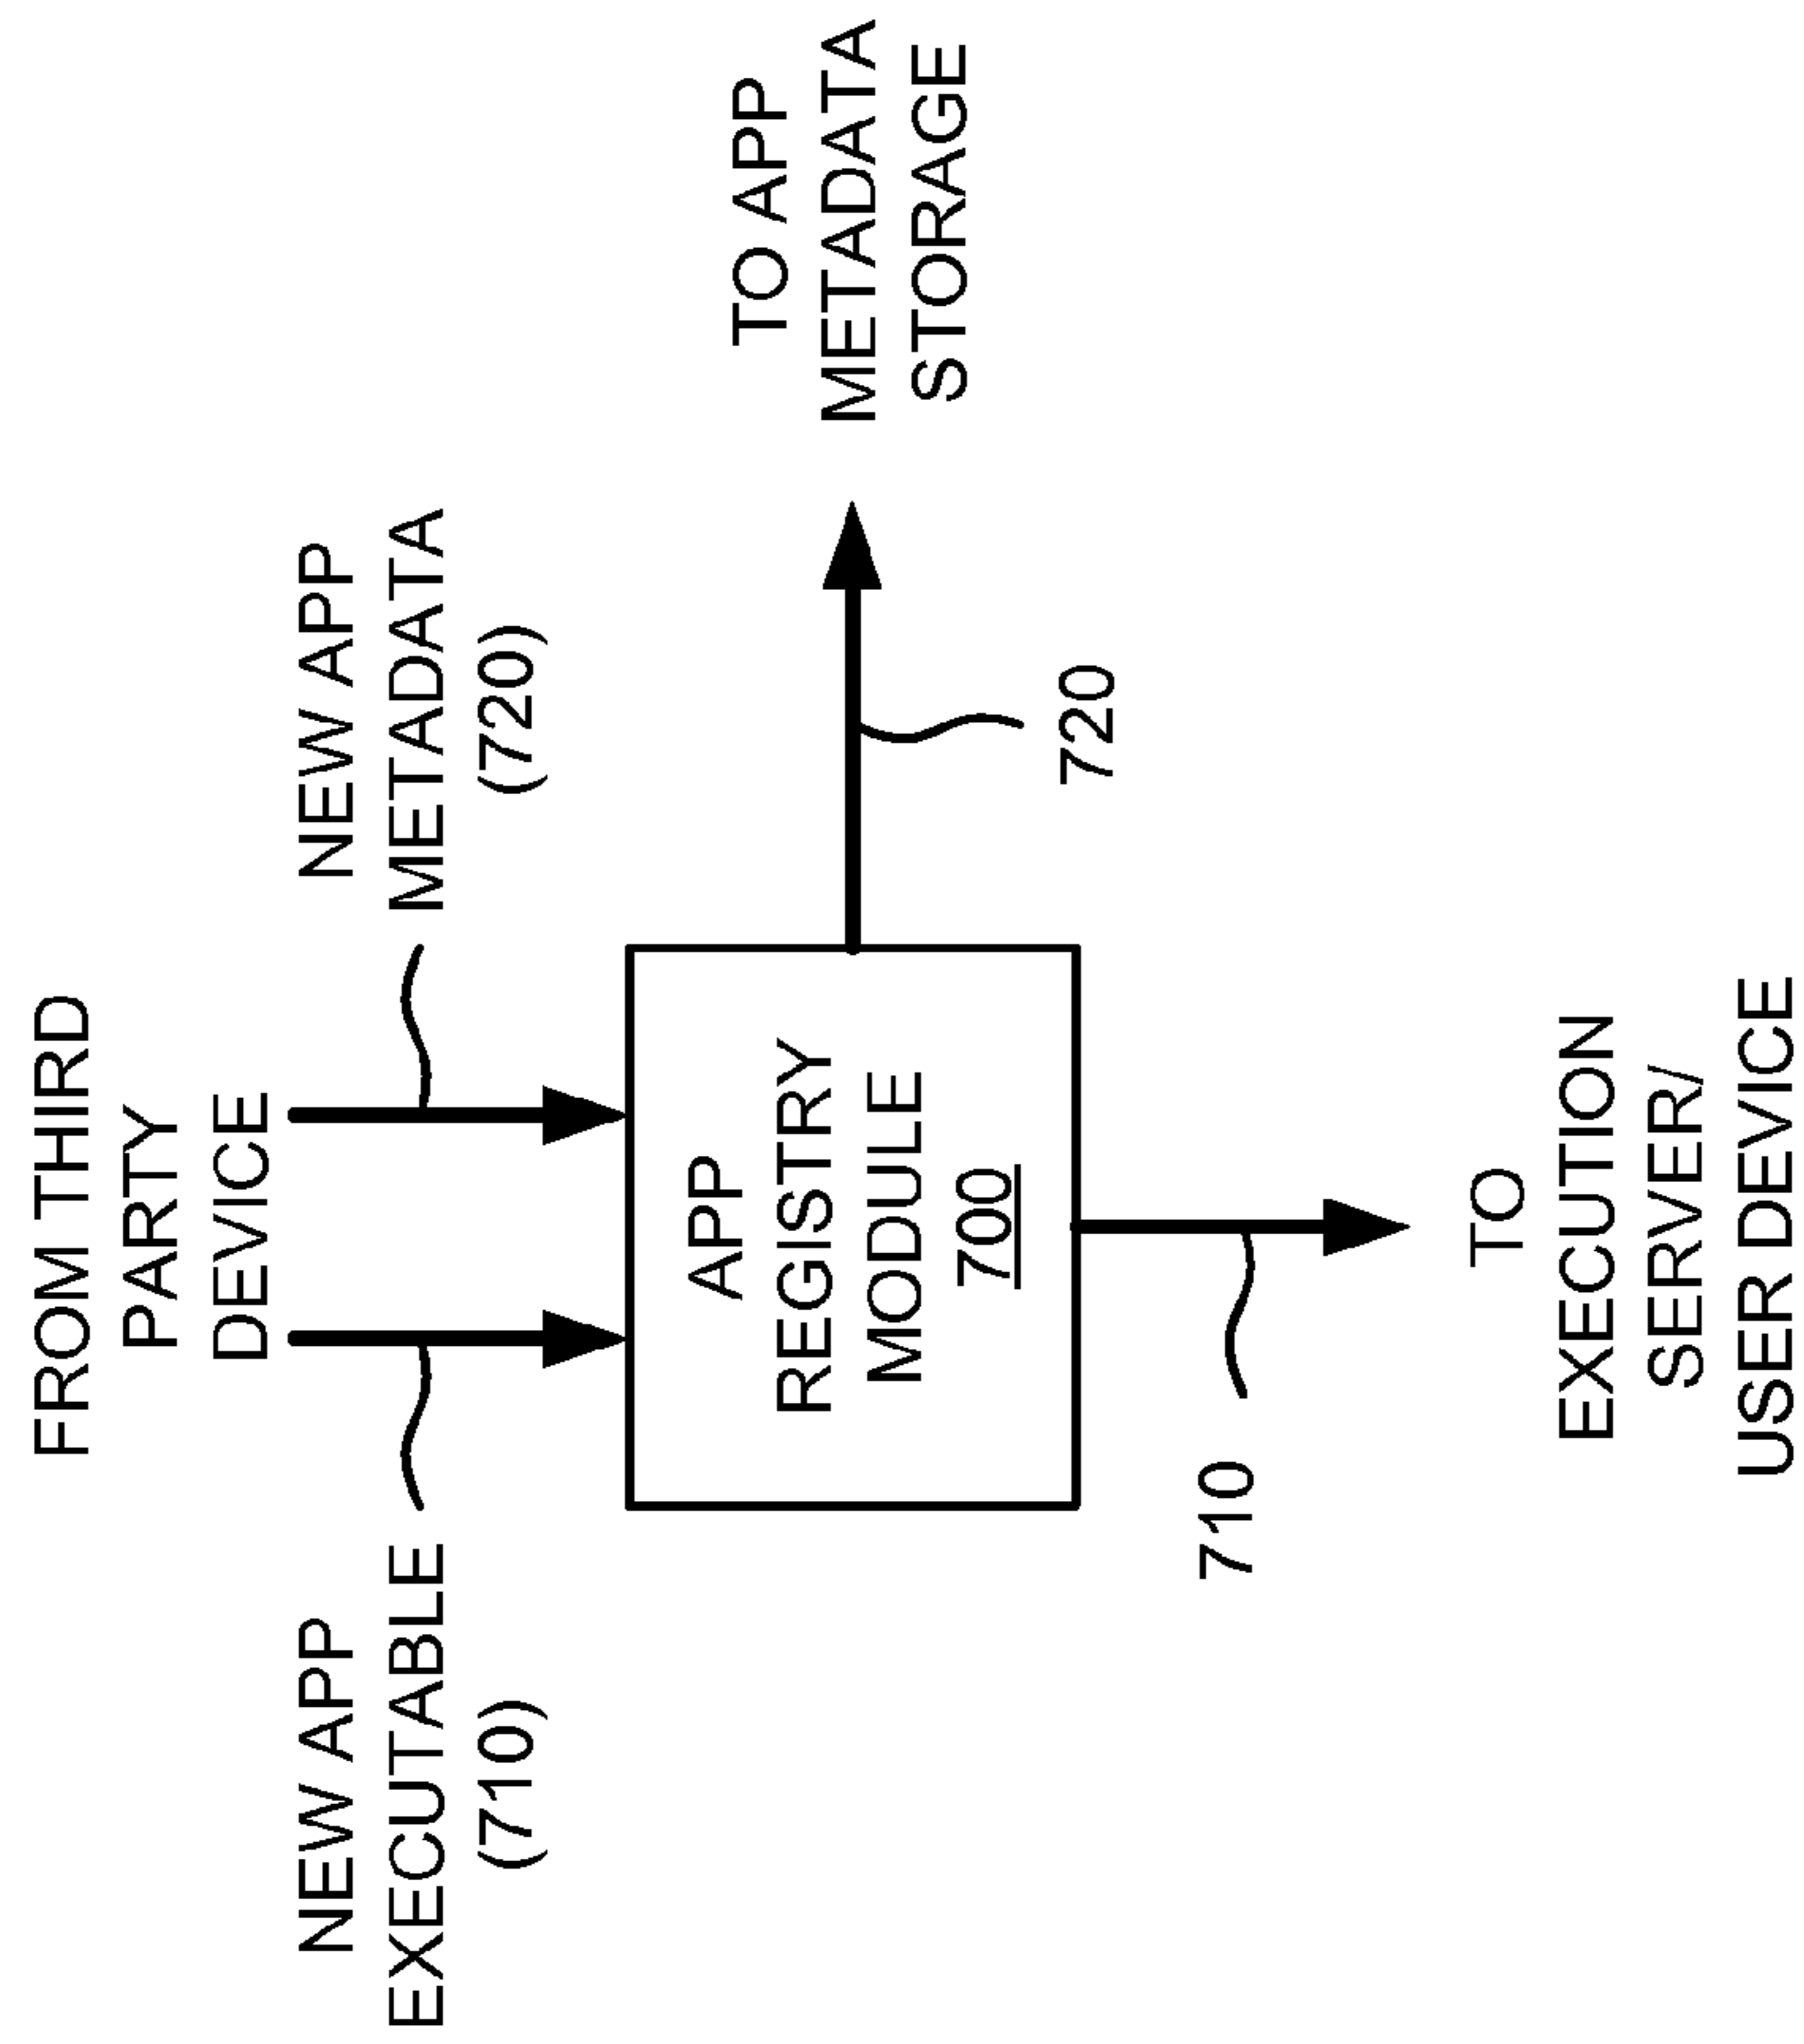 FROM THIRD
PARTY
DEVICE
NEW APP
EXECUTABLE
(710)
NEW APP
METADATA
(720)
APP
REGISTRY
MODULE
700
TO APP
METADATA
STORAGE
720
710
TO
EXECUTION
SERVER/
USER DEVICE